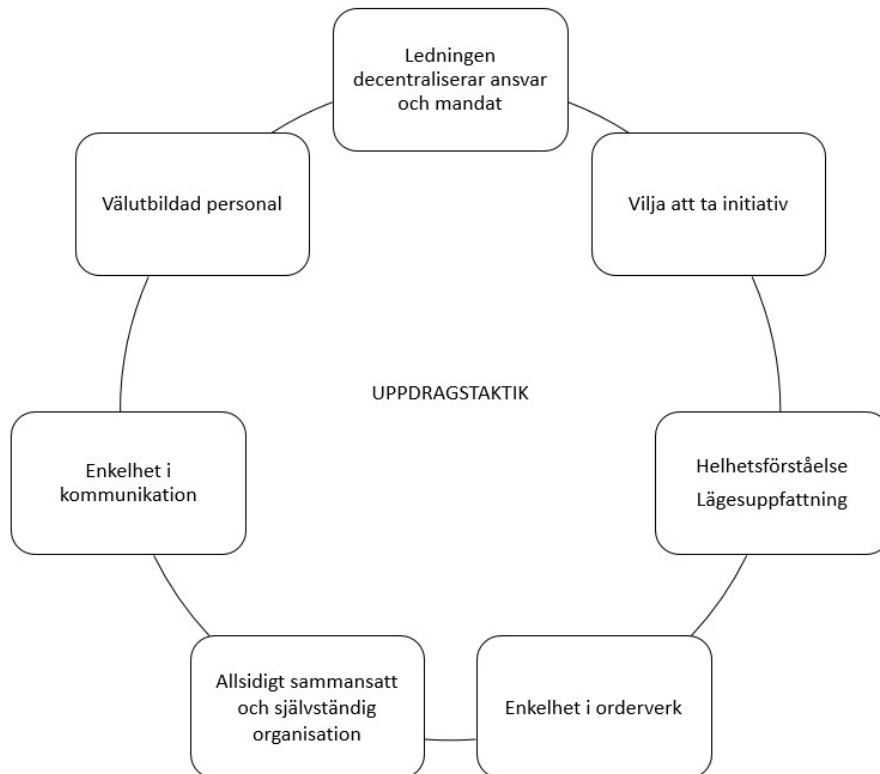 Ledningen
decentraliserar ansvar
och mandat
Vilja att ta initiativ
Helhetsförståelse
Lägesuppfattning
Enkelhet i orderverk
Allsidigt sammansatt
och självständig
organisation
Enkelhet i
kommunikation
Välutbildad personal
UPPDRAGSTAKTIK